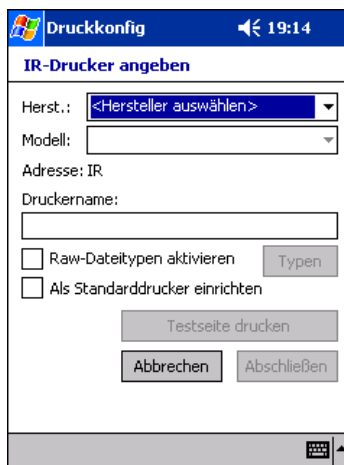 Druckkonfig 19:14
IR-Drucker angeben
Herst.: <Hersteller auswählen>
Modell:
Adresse: IR
Druckername:
Raw-Dateitypen aktivieren Typen
Als Standarddrucker einrichten
Testseite drucken
Abbrechen Abschließen